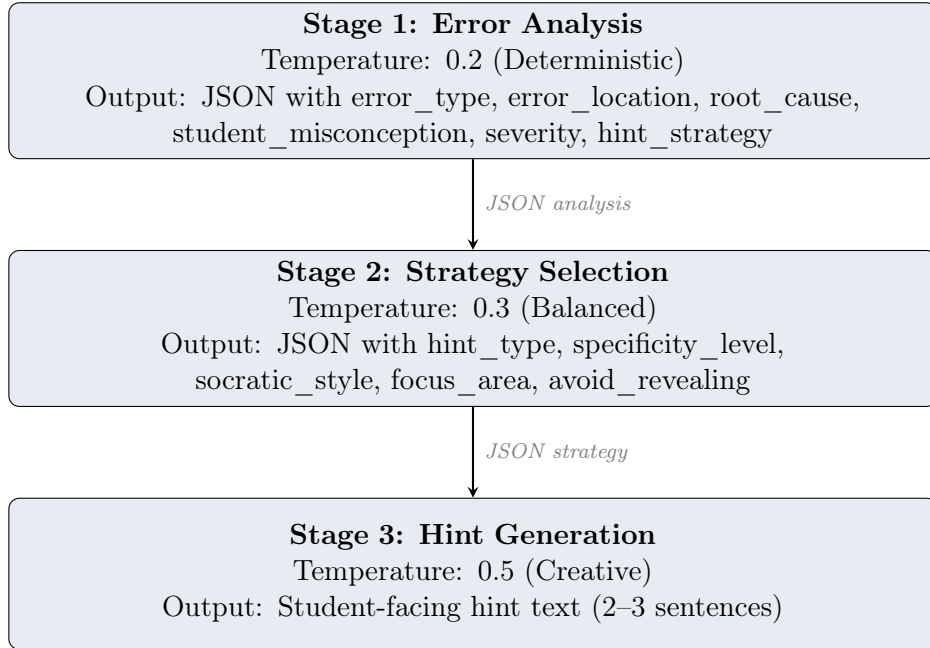 Stage 1: Error Analysis
Temperature: 0.2 (Deterministic)
Output: JSON with error_type, error_location, root_cause,
student_misconception, severity, hint_strategy
JSON analysis
Stage 2: Strategy Selection
Temperature: 0.3 (Balanced)
Output: JSON with hint_type, specificity_level,
socratic_style, focus_area, avoid_revealing
JSON strategy
Stage 3: Hint Generation
Temperature: 0.5 (Creative)
Output: Student-facing hint text (2–3 sentences)